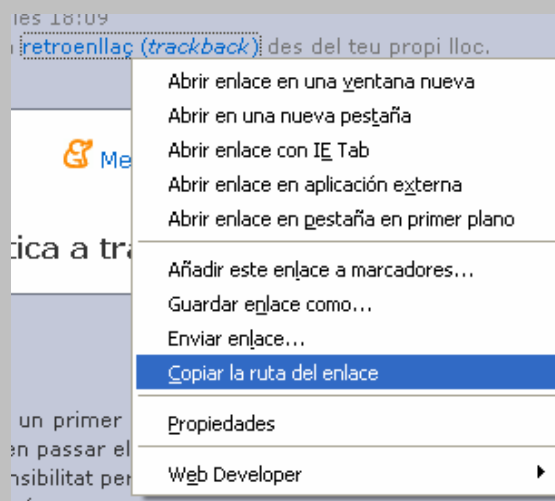 les 18:09
retroenllaç (trackback) des del teu propi lloc.
Abrir enlace en una ventana nueva
Abrir en una nueva pestaña
Me
Abrir enlace con IE Tab
Abrir enlace en aplicación externa
Abrir enlace en pestaña en primer plano
tica a tra
Añadir este enlace a marcadores...
Guardar enlace como...
Enviar enlace...
Copiar la ruta del enlace
un primer
Propiedades
en passar el
nsibilitat per
Web Developer